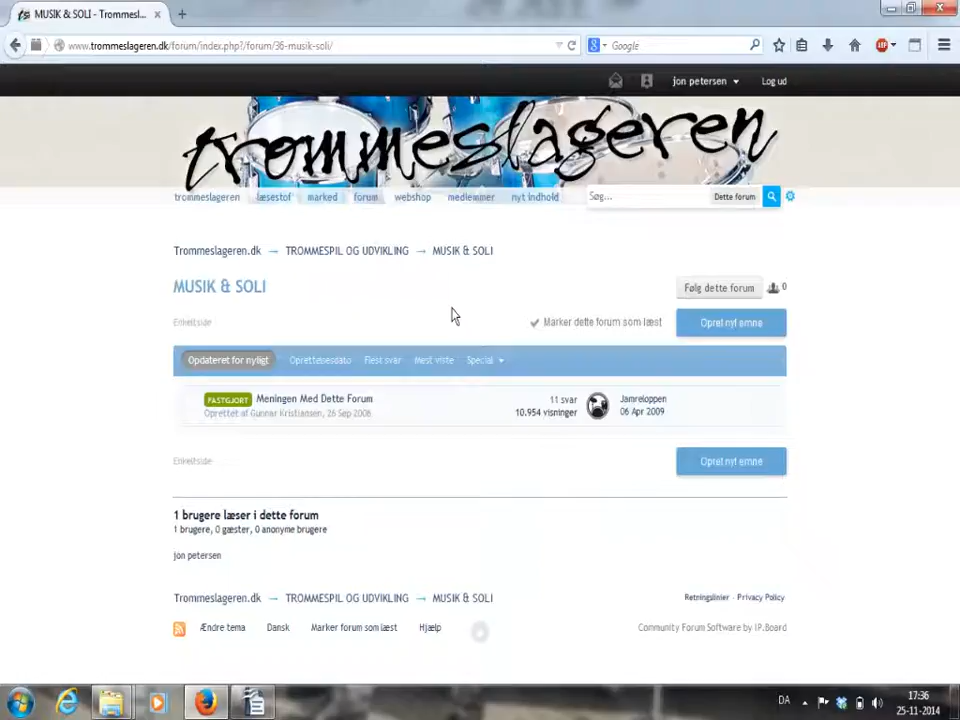 MUSIK & SOLI - Trommesl...
www.trommeslageren.dk/forum/index.php?/forum/36-musik-soli/
Google
jon petersen
Log ud
trommeslageren
trommeslageren læsestof marked forum webshop medlemmer nyt indhold
Søg... Dette forum
Trommeslageren.dk → TROMMESPIL OG UDVIKLING → MUSIK & SOLI
MUSIK & SOLI
Følg dette forum 0
Enkeltside
Marker dette forum som læst
Opret nyt emne
Opdateret for nyligt Oprettelsesdato Flest svar Mest viste Special
FASTGJORT Meningen Med Dette Forum
Oprettet af Gunnar Kristiansen, 26 Sep 2006
11 svar
10.954 visninger
Jamreloppen
06 Apr 2009
Enkeltside
Opret nyt emne
1 brugere læser i dette forum
1 brugere, 0 gæster, 0 anonyme brugere
jon petersen
Trommeslageren.dk → TROMMESPIL OG UDVIKLING → MUSIK & SOLI
Retningslinier · Privacy Policy
Ændre tema Dansk Marker forum som læst Hjælp
Community Forum Software by IP.Board
DA
17:36
25-11-2014